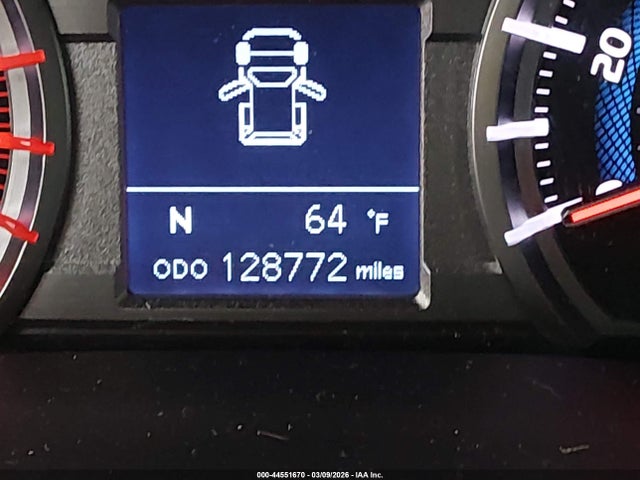 20
N 64 °F
ODO 128772 miles
000-44551670 - 03/09/2026 - IAA Inc.